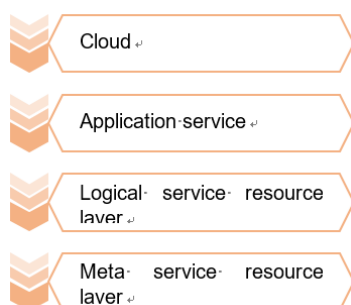 Cloud
Application service
Logical service resource
layer
Meta service resource
layer